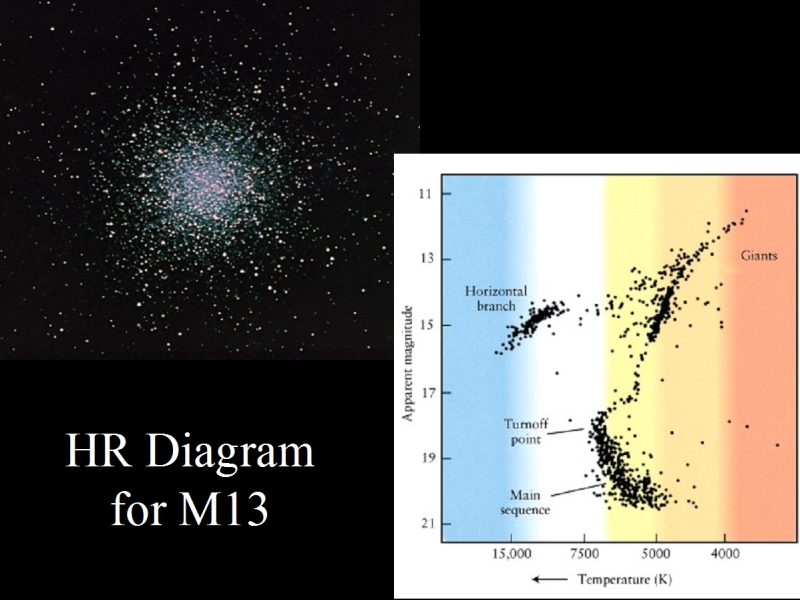 HR Diagram
for M13
11
13
15
17
19
21
Apparent magnitude
Giants
Horizontal
branch
Turnoff
point
Main
sequence
15,000 7500 5000 4000
← Temperature (K)